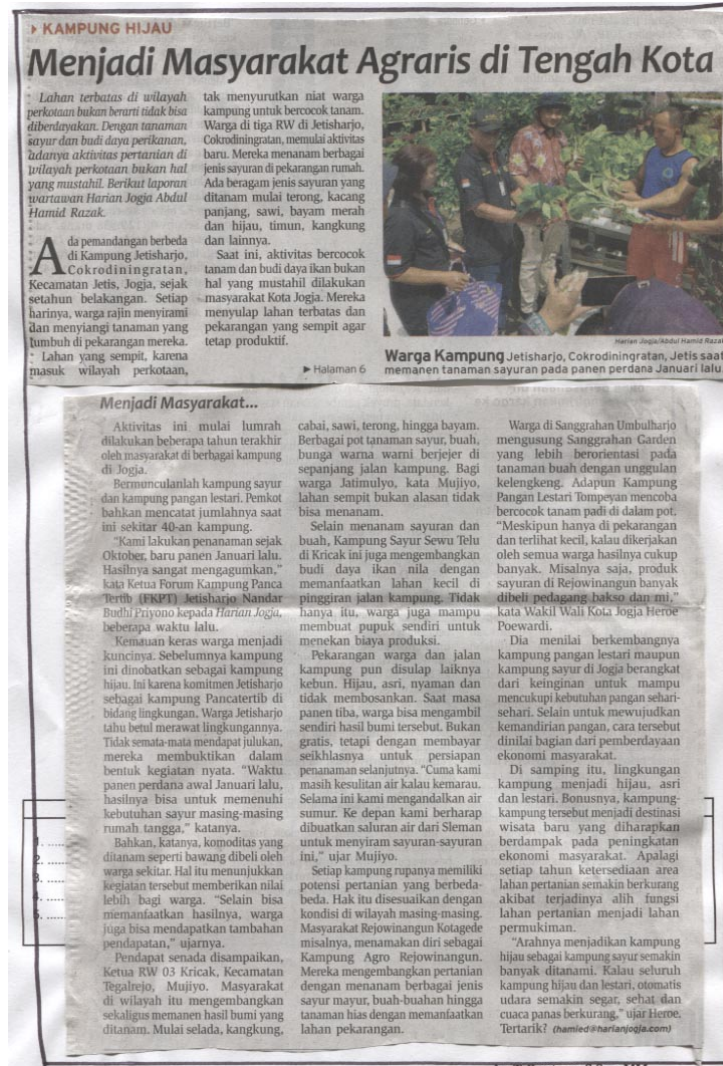 KAMPUNG HIJAU
Menjadi Masyarakat Agraris di Tengah Kota
Lahan terbatas di wilayah
perkotaan bukan berarti tidak bisa
diberdayakan. Dengan tanaman
sayur dan budi daya perikanan,
adanya aktivitas pertanian di
wilayah perkotaan bukan hal
yang mustahil. Berikut laporan
wartawan Harian Jogja Abdul
Hamid Razak.
Ada pemandangan berbeda
di Kampung Jetisharjo,
Cokrodiningratan,
Kecamatan Jetis, Jogja, sejak
setahun belakangan. Setiap
harinya, warga rajin menyirami
dan menyiangi tanaman yang
tumbuh di pekarangan mereka.
Lahan yang sempit, karena
masuk wilayah perkotaan,
tak menyurutkan niat warga
kampung untuk bercocok tanam.
Warga di tiga RW di Jetisharjo,
Cokrodiningratan, memulai aktivitas
baru. Mereka menanam berbagai
jenis sayuran di pekarangan rumah.
Ada beragam jenis sayuran yang
ditanam mulai terong, kacang
panjang, sawi, bayam merah
dan hijau, timun, kangkung
dan lainnya.
Saat ini, aktivitas bercocok
tanam dan budi daya ikan bukan
hal yang mustahil dilakukan
masyarakat Kota Jogja. Mereka
menyulap lahan terbatas dan
pekarangan yang sempit agar
tetap produktif.
Halaman 6
Harian Jogja/Abdul Hamid Razak
Warga Kampung Jetisharjo, Cokrodiningratan, Jetis saat
memanen tanaman sayuran pada panen perdana Januari lalu.
Menjadi Masyarakat...
Aktivitas ini mulai lumrah
dilakukan beberapa tahun terakhir
oleh masyarakat di berbagai kampung
di Jogja.
Bermunculanlah kampung sayur
dan kampung pangan lestari. Pemkot
bahkan mencatat jumlahnya saat
ini sekitar 40-an kampung.
"Kami lakukan penanaman sejak
Oktober, baru panen Januari lalu.
Hasilnya sangat mengagumkan,"
kata Ketua Forum Kampung Panca
Tertib (FKPT) Jetisharjo Nandar
Budhi Priyono kepada Harian Jogja,
beberapa waktu lalu.
Kemauan keras warga menjadi
kuncinya. Sebelumnya kampung
ini dinobatkan sebagai kampung
hijau. Ini karena komitmen Jetisharjo
sebagai kampung Pancatertib di
bidang lingkungan. Warga Jetisharjo
tahu betul merawat lingkungannya.
Tidak semata-mata mendapat julukan,
mereka membuktikan dalam
bentuk kegiatan nyata. "Waktu
panen perdana awal Januari lalu,
hasilnya bisa untuk memenuhi
kebutuhan sayur masing-masing
rumah tangga," katanya.
Bahkan, katanya, komoditas yang
ditanam seperti bawang dibeli oleh
warga sekitar. Hal itu menunjukkan
kegiatan tersebut memberikan nilai
lebih bagi warga. "Selain bisa
memanfaatkan hasilnya, warga
juga bisa mendapatkan tambahan
pendapatan," ujarnya.
Pendapat senada disampaikan,
Ketua RW 03 Kricak, Kecamatan
Tegalrejo, Mujiyo. Masyarakat
di wilayah itu mengembangkan
sekaligus memanen hasil bumi yang
ditanam. Mulai selada, kangkung,
cabai, sawi, terong, hingga bayam.
Berbagai pot tanaman sayur, buah,
bunga warna warni berjejer di
sepanjang jalan kampung. Bagi
warga Jatimulyo, kata Mujiyo,
lahan sempit bukan alasan tidak
bisa menanam.
Selain menanam sayuran dan
buah, Kampung Sayur Sewu Telu
di Kricak ini juga mengembangkan
budi daya ikan nila dengan
memanfaatkan lahan kecil di
pinggiran jalan kampung. Tidak
hanya itu, warga juga mampu
membuat pupuk sendiri untuk
menekan biaya produksi.
Pekarangan warga dan jalan
kampung pun disulap laiknya
kebun. Hijau, asri, nyaman dan
tidak membosankan. Saat masa
panen tiba, warga bisa mengambil
sendiri hasil bumi tersebut. Bukan
gratis, tetapi dengan membayar
seikhlasnya untuk persiapan
penanaman selanjutnya. "Cuma kami
masih kesulitan air kalau kemarau.
Selama ini kami mengandalkan air
sumur. Ke depan kami berharap
dibuatkan saluran air dari Sleman
untuk menyiram sayuran-sayuran
ini," ujar Mujiyo.
Setiap kampung rupanya memiliki
potensi pertanian yang berbeda-
beda. Hak itu disesuaikan dengan
kondisi di wilayah masing-masing.
Masyarakat Rejowinangun Kotagede
misalnya, menamakan diri sebagai
Kampung Agro Rejowinangun.
Mereka mengembangkan pertanian
dengan menanam berbagai jenis
sayur mayur, buah-buahan hingga
tanaman hias dengan memanfaatkan
lahan pekarangan.
Warga di Sanggrahan Umbulharjo
mengusung Sanggrahan Garden
yang lebih berorientasi pada
tanaman buah dengan unggulan
kelengkeng. Adapun Kampung
Pangan Lestari Tompeyan mencoba
bercocok tanam padi di dalam pot.
"Meskipun hanya di pekarangan
dan terlihat kecil, kalau dikerjakan
oleh semua warga hasilnya cukup
banyak. Misalnya saja, produk
sayuran di Rejowinangun banyak
dibeli pedagang bakso dan mi,"
kata Wakil Wali Kota Jogja Heroe
Poewardi.
Dia menilai berkembangnya
kampung pangan lestari maupun
kampung sayur di Jogja berangkat
dari keinginan untuk mampu
mencukupi kebutuhan pangan sehari-
sehari. Selain untuk mewujudkan
kemandirian pangan, cara tersebut
dinilai bagian dari pemberdayaan
ekonomi masyarakat.
Di samping itu, lingkungan
kampung menjadi hijau, asri
dan lestari. Bonusnya, kampung-
kampung tersebut menjadi destinasi
wisata baru yang diharapkan
berdampak pada peningkatan
ekonomi masyarakat. Apalagi
setiap tahun ketersediaan area
lahan pertanian semakin berkurang
akibat terjadinya alih fungsi
lahan pertanian menjadi lahan
permukiman.
"Arahnya menjadikan kampung
hijau sebagai kampung sayur semakin
banyak ditanami. Kalau seluruh
kampung hijau dan lestari, otomatis
udara semakin segar, sehat dan
cuaca panas berkurang," ujar Heroe.
Tertarik? (hamied@harianjogja.com)